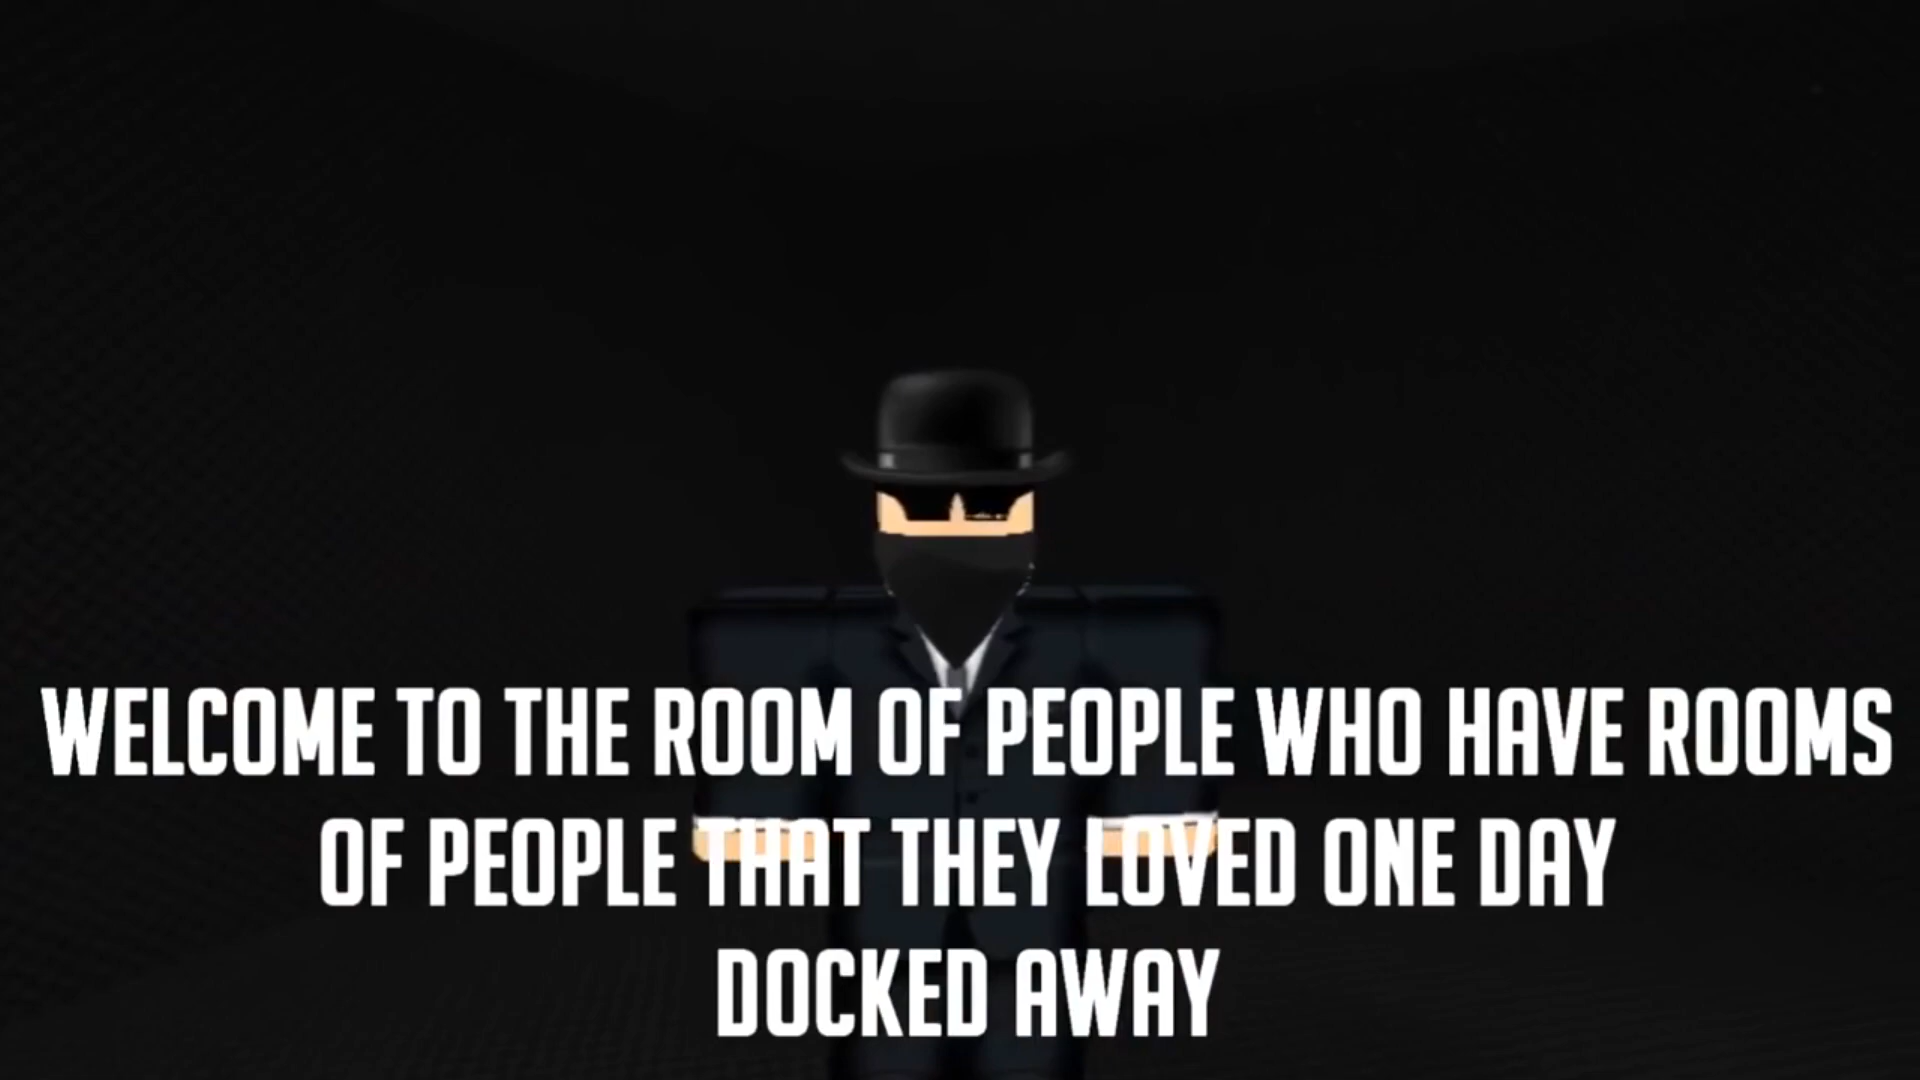 WELCOME TO THE ROOM OF PEOPLE WHO HAVE ROOMS
OF PEOPLE THAT THEY LOVED ONE DAY
DOCKED AWAY